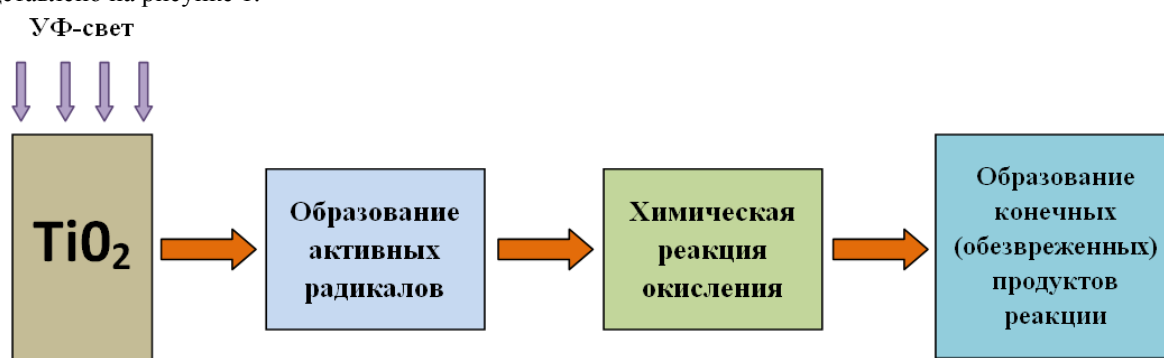 УФ-свет
TiO₂
Образование
активных
радикалов
Химическая
реакция
окисления
Образование
конечных
(обезвреженных)
продуктов
реакции